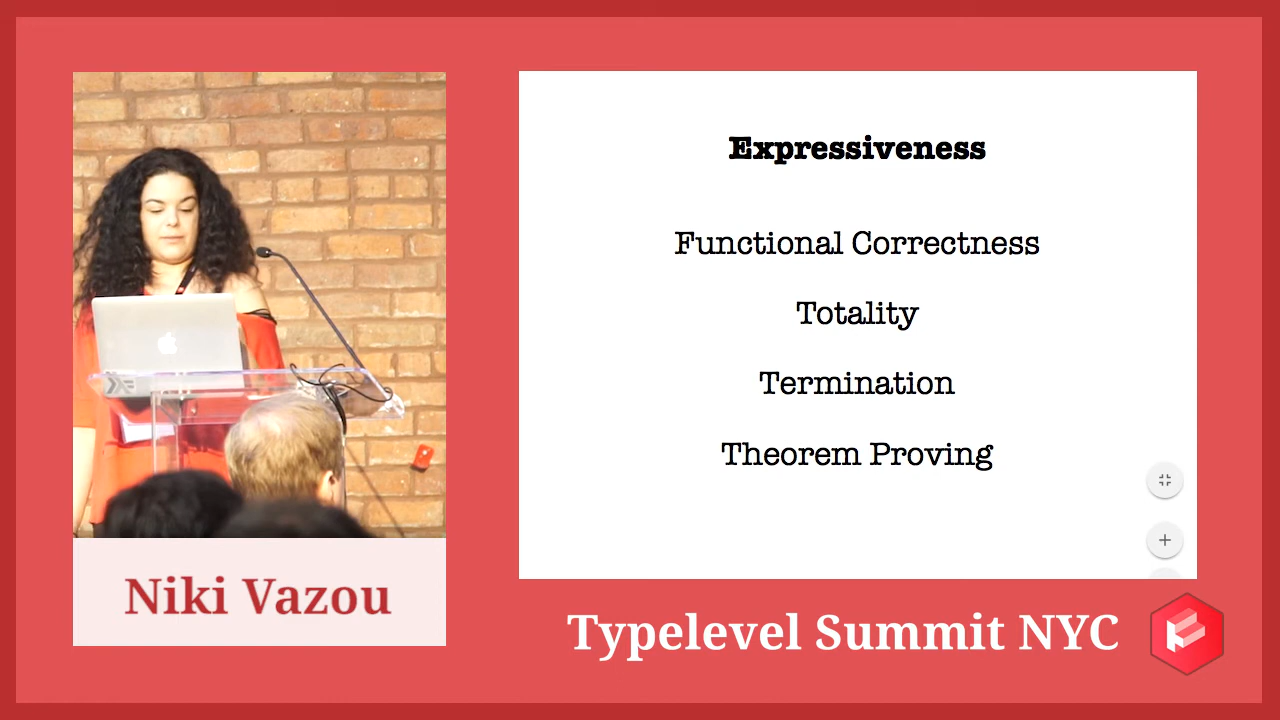 Expressiveness
Functional Correctness
Totality
Termination
Theorem Proving
Niki Vazou
Typelevel Summit NYC